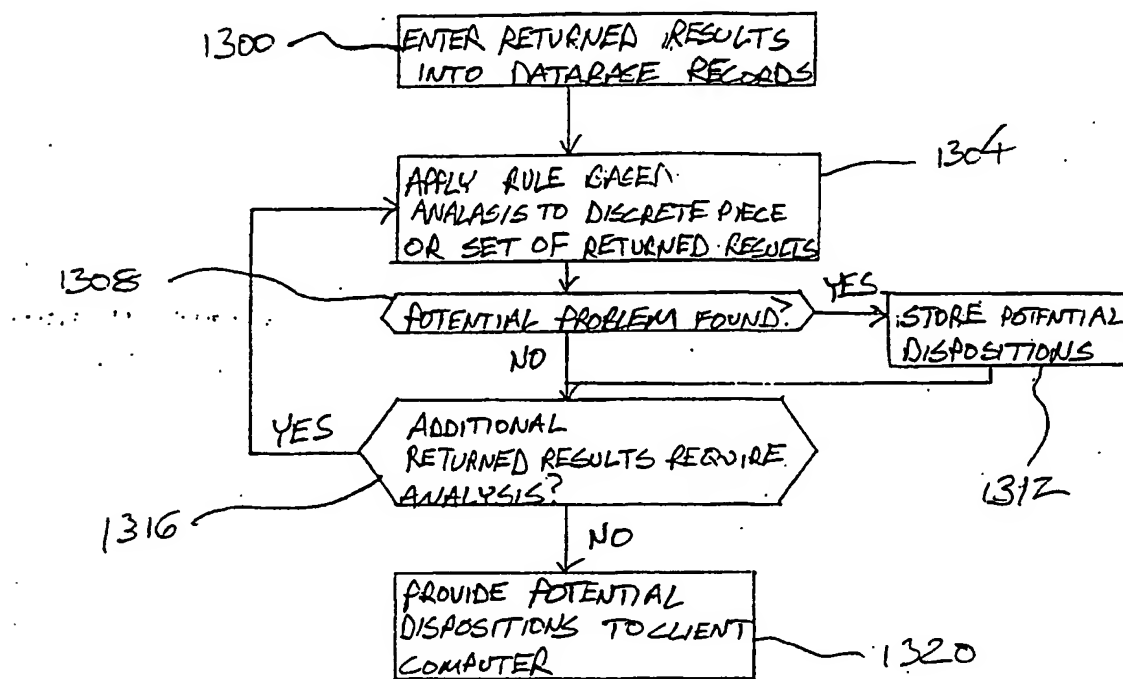 1300
ENTER RETURNED RESULTS
INTO DATABASE RECORDS
1304
APPLY RULE BASED
ANALASIS TO DISCRETE PIECE
OR SET OF RETURNED RESULTS
1308
POTENTIAL PROBLEM FOUND?
YES
STORE POTENTIAL
DISPOSITIONS
1312
NO
YES
ADDITIONAL
RETURNED RESULTS REQUIRE
ANALYSIS?
1316
NO
PROVIDE POTENTIAL
DISPOSITIONS TO CLIENT
COMPUTER
1320